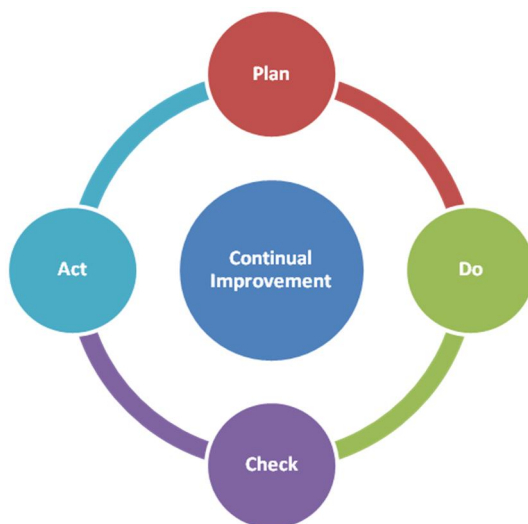 Plan
Do
Check
Act
Continual
Improvement